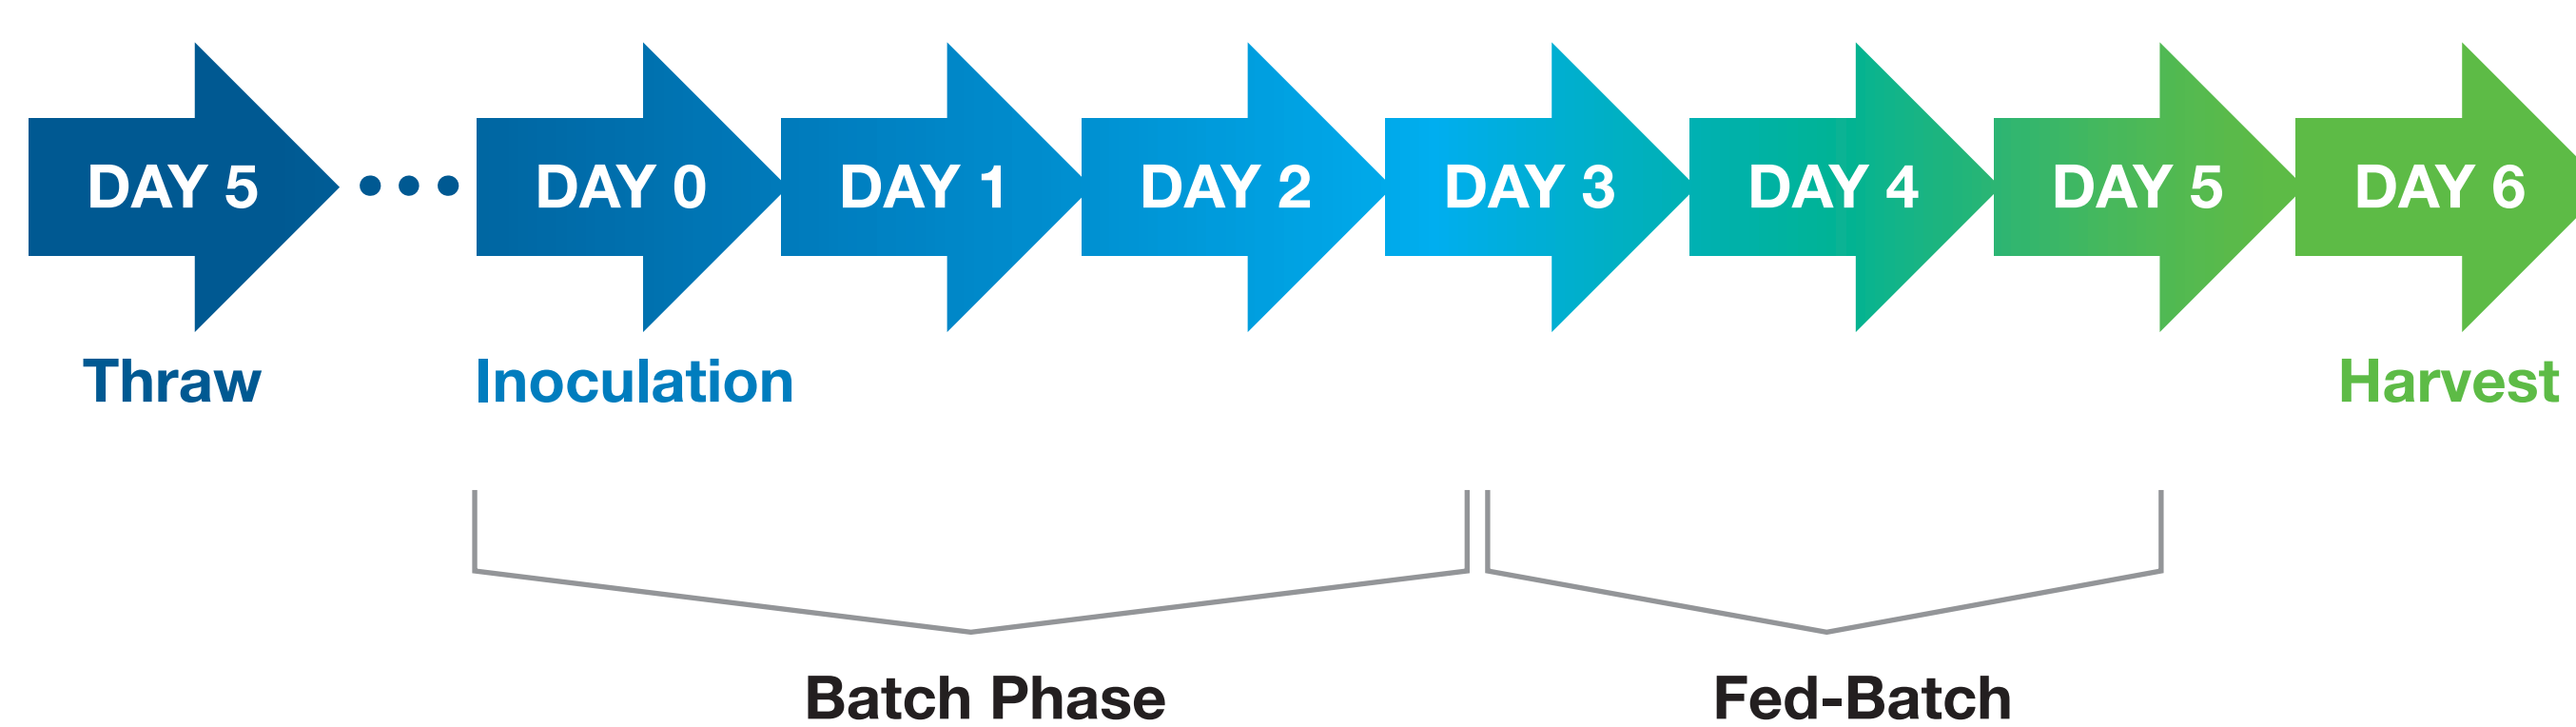 DAY 5 DAY 0 DAY 1 DAY 2 DAY 3 DAY 4 DAY 5 DAY 6
Thraw Inoculation Harvest
Batch Phase Fed-Batch